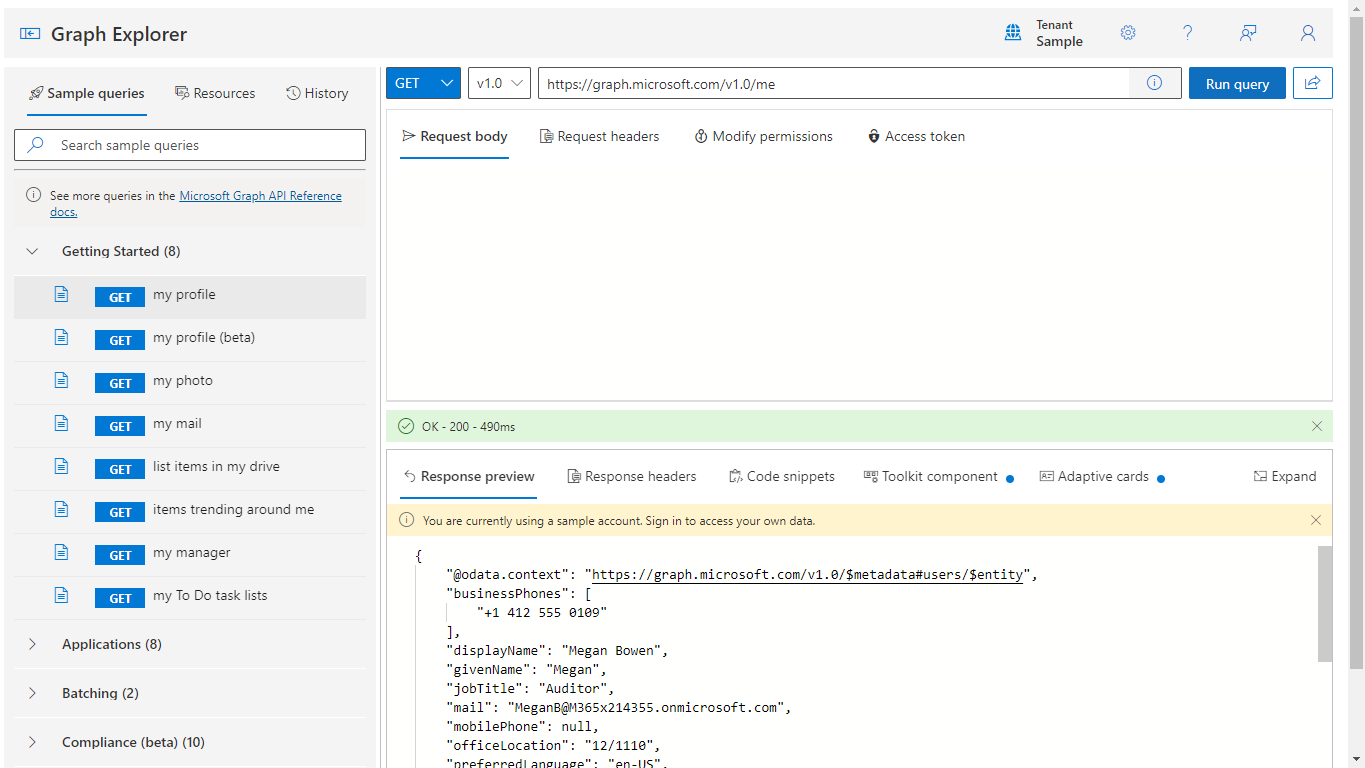 Graph Explorer
Tenant
Sample
Sample queries
Resources
History
Search sample queries
See more queries in the Microsoft Graph API Reference
docs.
Getting Started (8)
GET my profile
GET my profile (beta)
GET my photo
GET my mail
GET list items in my drive
GET items trending around me
GET my manager
GET my To Do task lists
Applications (8)
Batching (2)
Compliance (beta) (10)
GET
v1.0
https://graph.microsoft.com/v1.0/me
Run query
Request body
Request headers
Modify permissions
Access token
OK - 200 - 490ms
Response preview
Response headers
Code snippets
Toolkit component
Adaptive cards
Expand
You are currently using a sample account. Sign in to access your own data.
{
"@odata.context": "https://graph.microsoft.com/v1.0/$metadata#users/$entity",
"businessPhones": [
"+1 412 555 0109"
],
"displayName": "Megan Bowen",
"givenName": "Megan",
"jobTitle": "Auditor",
"mail": "MeganB@M365x214355.onmicrosoft.com",
"mobilePhone": null,
"officeLocation": "12/1110",
"preferredLanguage": "en-US",